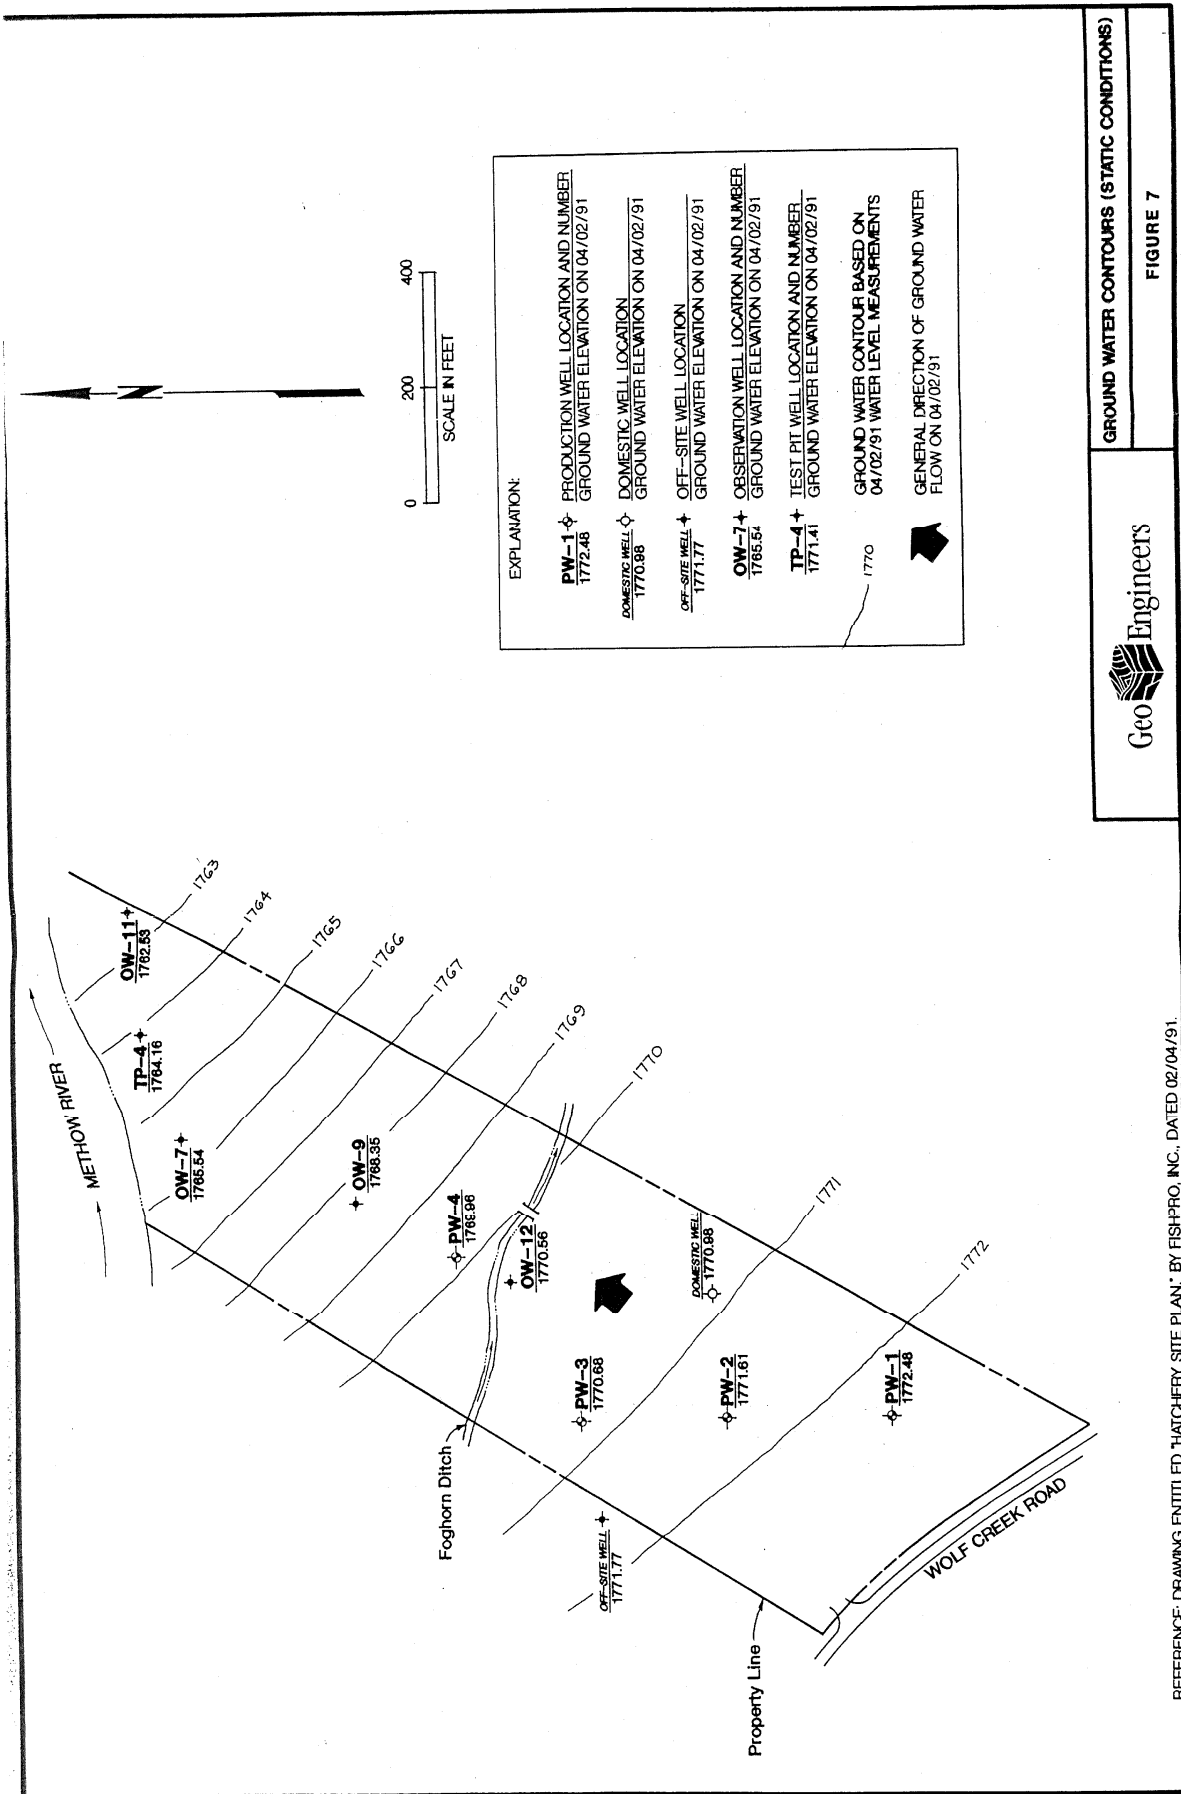 METHOW RIVER
OW-11
1762.53
TP-4
1764.16
OW-7
1765.54
OW-9
1768.35
PW-4
1769.96
OW-12
1770.56
PW-3
1770.68
DOMESTIC WELL
1770.98
PW-2
1771.61
PW-1
1772.48
OFF-SITE WELL
1771.77
1763
1764
1765
1766
1767
1768
1769
1770
1771
1772
Foghorn Ditch
Property Line
WOLF CREEK ROAD
N
0 200 400
SCALE IN FEET
EXPLANATION:
PW-1 PRODUCTION WELL LOCATION AND NUMBER
1772.48 GROUND WATER ELEVATION ON 04/02/91
DOMESTIC WELL DOMESTIC WELL LOCATION
1770.98 GROUND WATER ELEVATION ON 04/02/91
OFF-SITE WELL OFF-SITE WELL LOCATION
1771.77 GROUND WATER ELEVATION ON 04/02/91
OW-7 OBSERVATION WELL LOCATION AND NUMBER
1765.54 GROUND WATER ELEVATION ON 04/02/91
TP-4 TEST PIT WELL LOCATION AND NUMBER
1771.41 GROUND WATER ELEVATION ON 04/02/91
1770 GROUND WATER CONTOUR BASED ON
04/02/91 WATER LEVEL MEASUREMENTS
GENERAL DIRECTION OF GROUND WATER
FLOW ON 04/02/91
REFERENCE: DRAWING ENTITLED "HATCHERY SITE PLAN," BY FISHPRO, INC., DATED 02/04/91.
Geo Engineers
GROUND WATER CONTOURS (STATIC CONDITIONS)
FIGURE 7